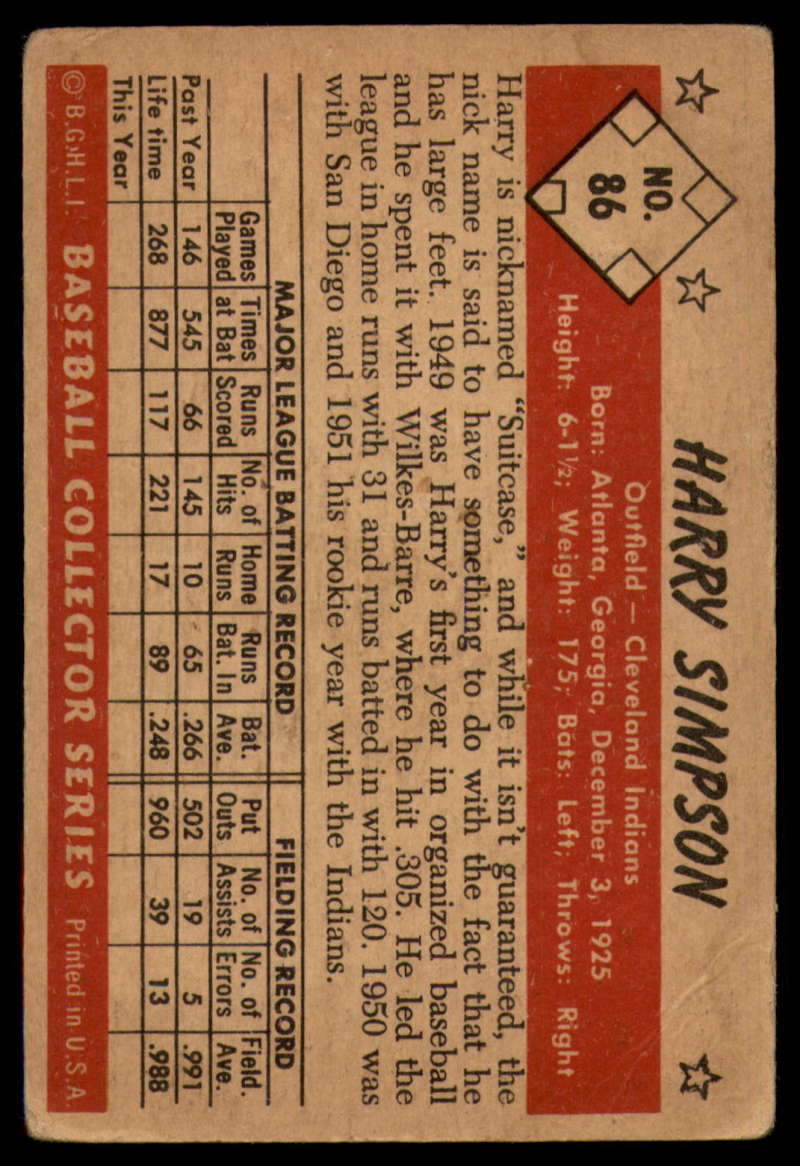 NO.
86
HARRY SIMPSON
Outfield — Cleveland Indians
Born: Atlanta, Georgia, December 3, 1925
Height: 6-1½; Weight: 175; Bats: Left; Throws: Right
Harry is nicknamed "Suitcase," and while it isn't guaranteed, the
nick name is said to have something to do with the fact that he
has large feet. 1949 was Harry's first year in organized baseball
and he spent it with Wilkes-Barre, where he hit .305. He led the
league in home runs with 31 and runs batted in with 120. 1950 was
with San Diego and 1951 his rookie year with the Indians.
MAJOR LEAGUE BATTING RECORD FIELDING RECORD
Games Times Runs No. of Home Runs Bat. Put No. of No. of Field.
Played at Bat Scored Hits Runs Bat. In Ave. Outs Assists Errors Ave.
Past Year 146 545 66 145 10 65 .266 502 19 5 .991
Life time 268 877 117 221 17 89 .248 960 39 13 .988
This Year
© B.G.H.L.I. BASEBALL COLLECTOR SERIES Printed in U.S.A.